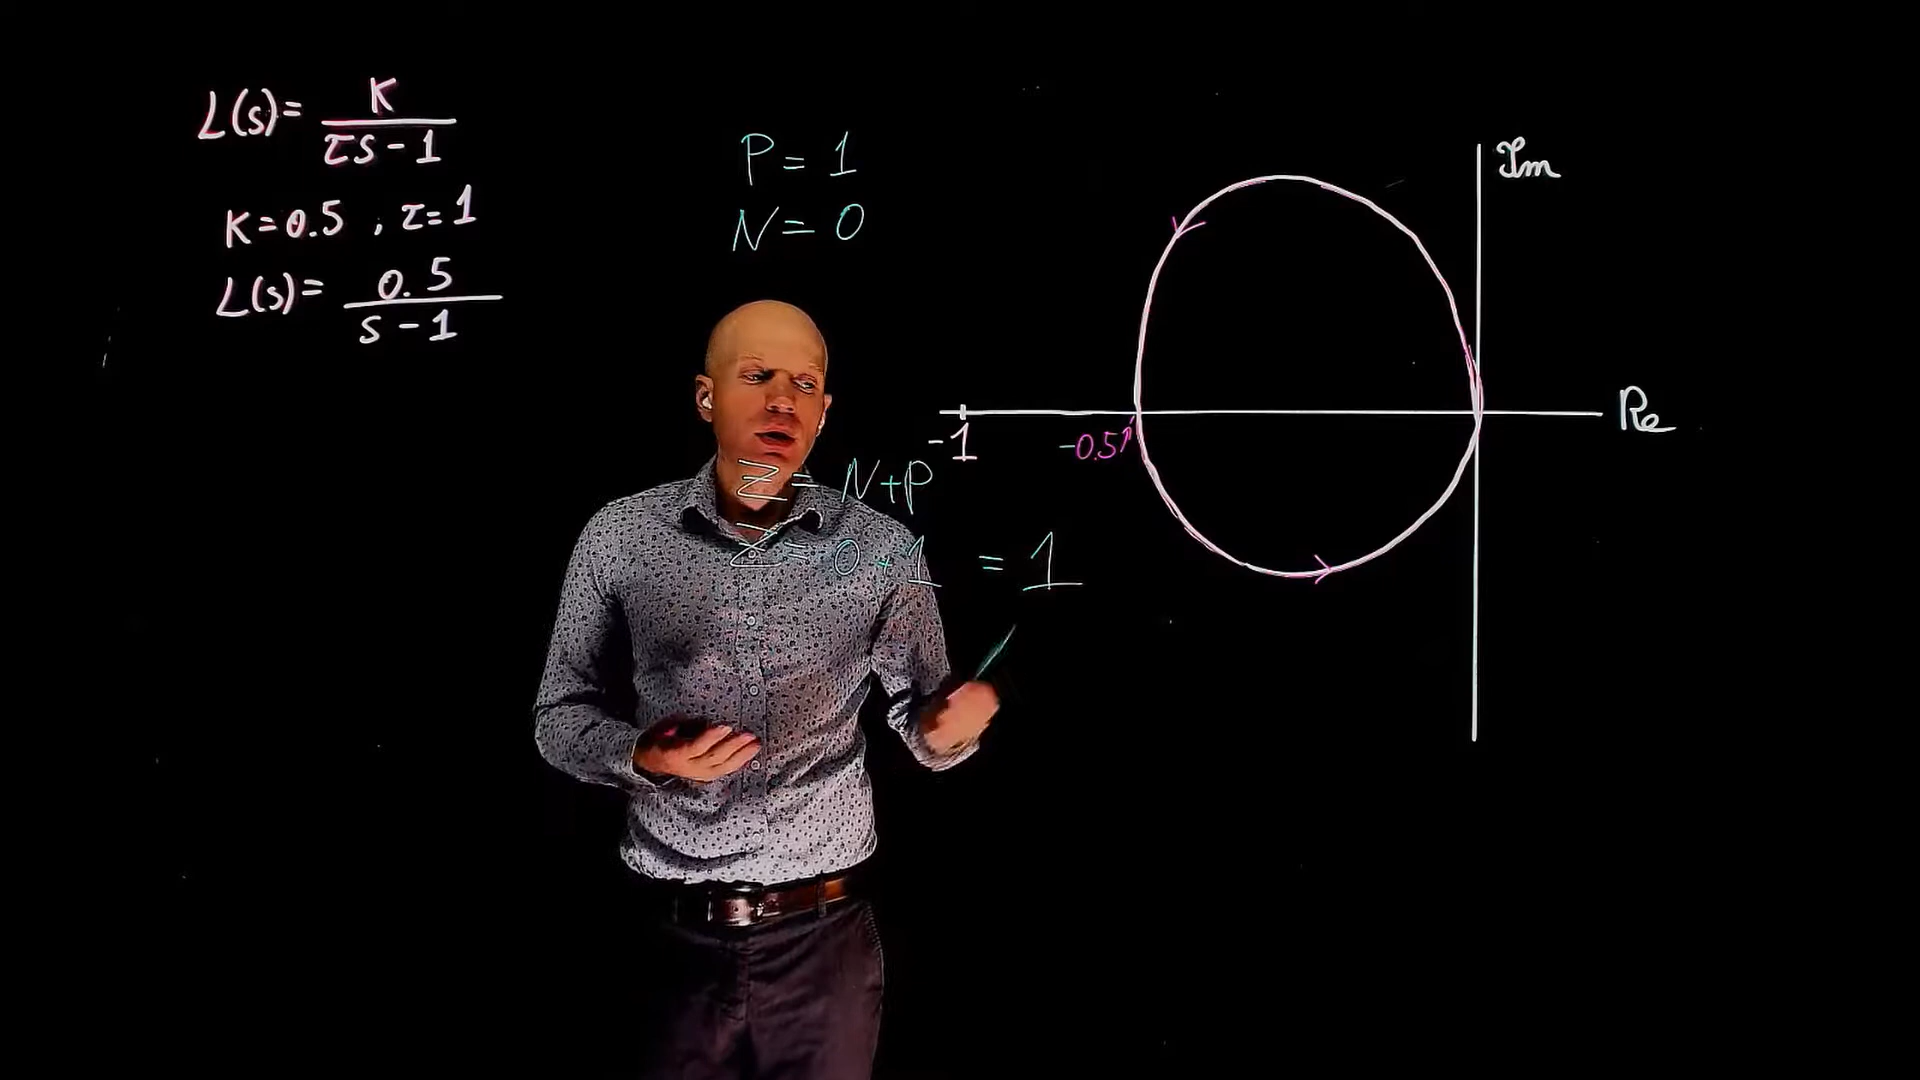 L(s)= K/(τs-1)
K=0.5 , τ=1
L(s)= 0.5/(s-1)
P = 1
N = 0
Z = N+P
Z = 0+1 = 1
Im
Re
-1
-0.5